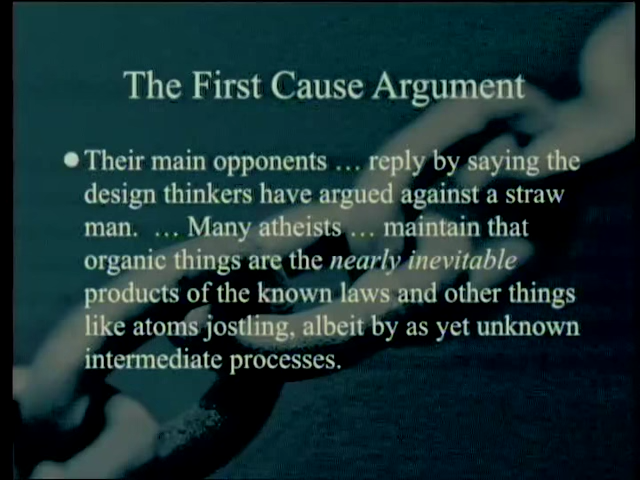 The First Cause Argument
Their main opponents … reply by saying the
design thinkers have argued against a straw
man. … Many atheists … maintain that
organic things are the nearly inevitable
products of the known laws and other things
like atoms jostling, albeit by as yet unknown
intermediate processes.